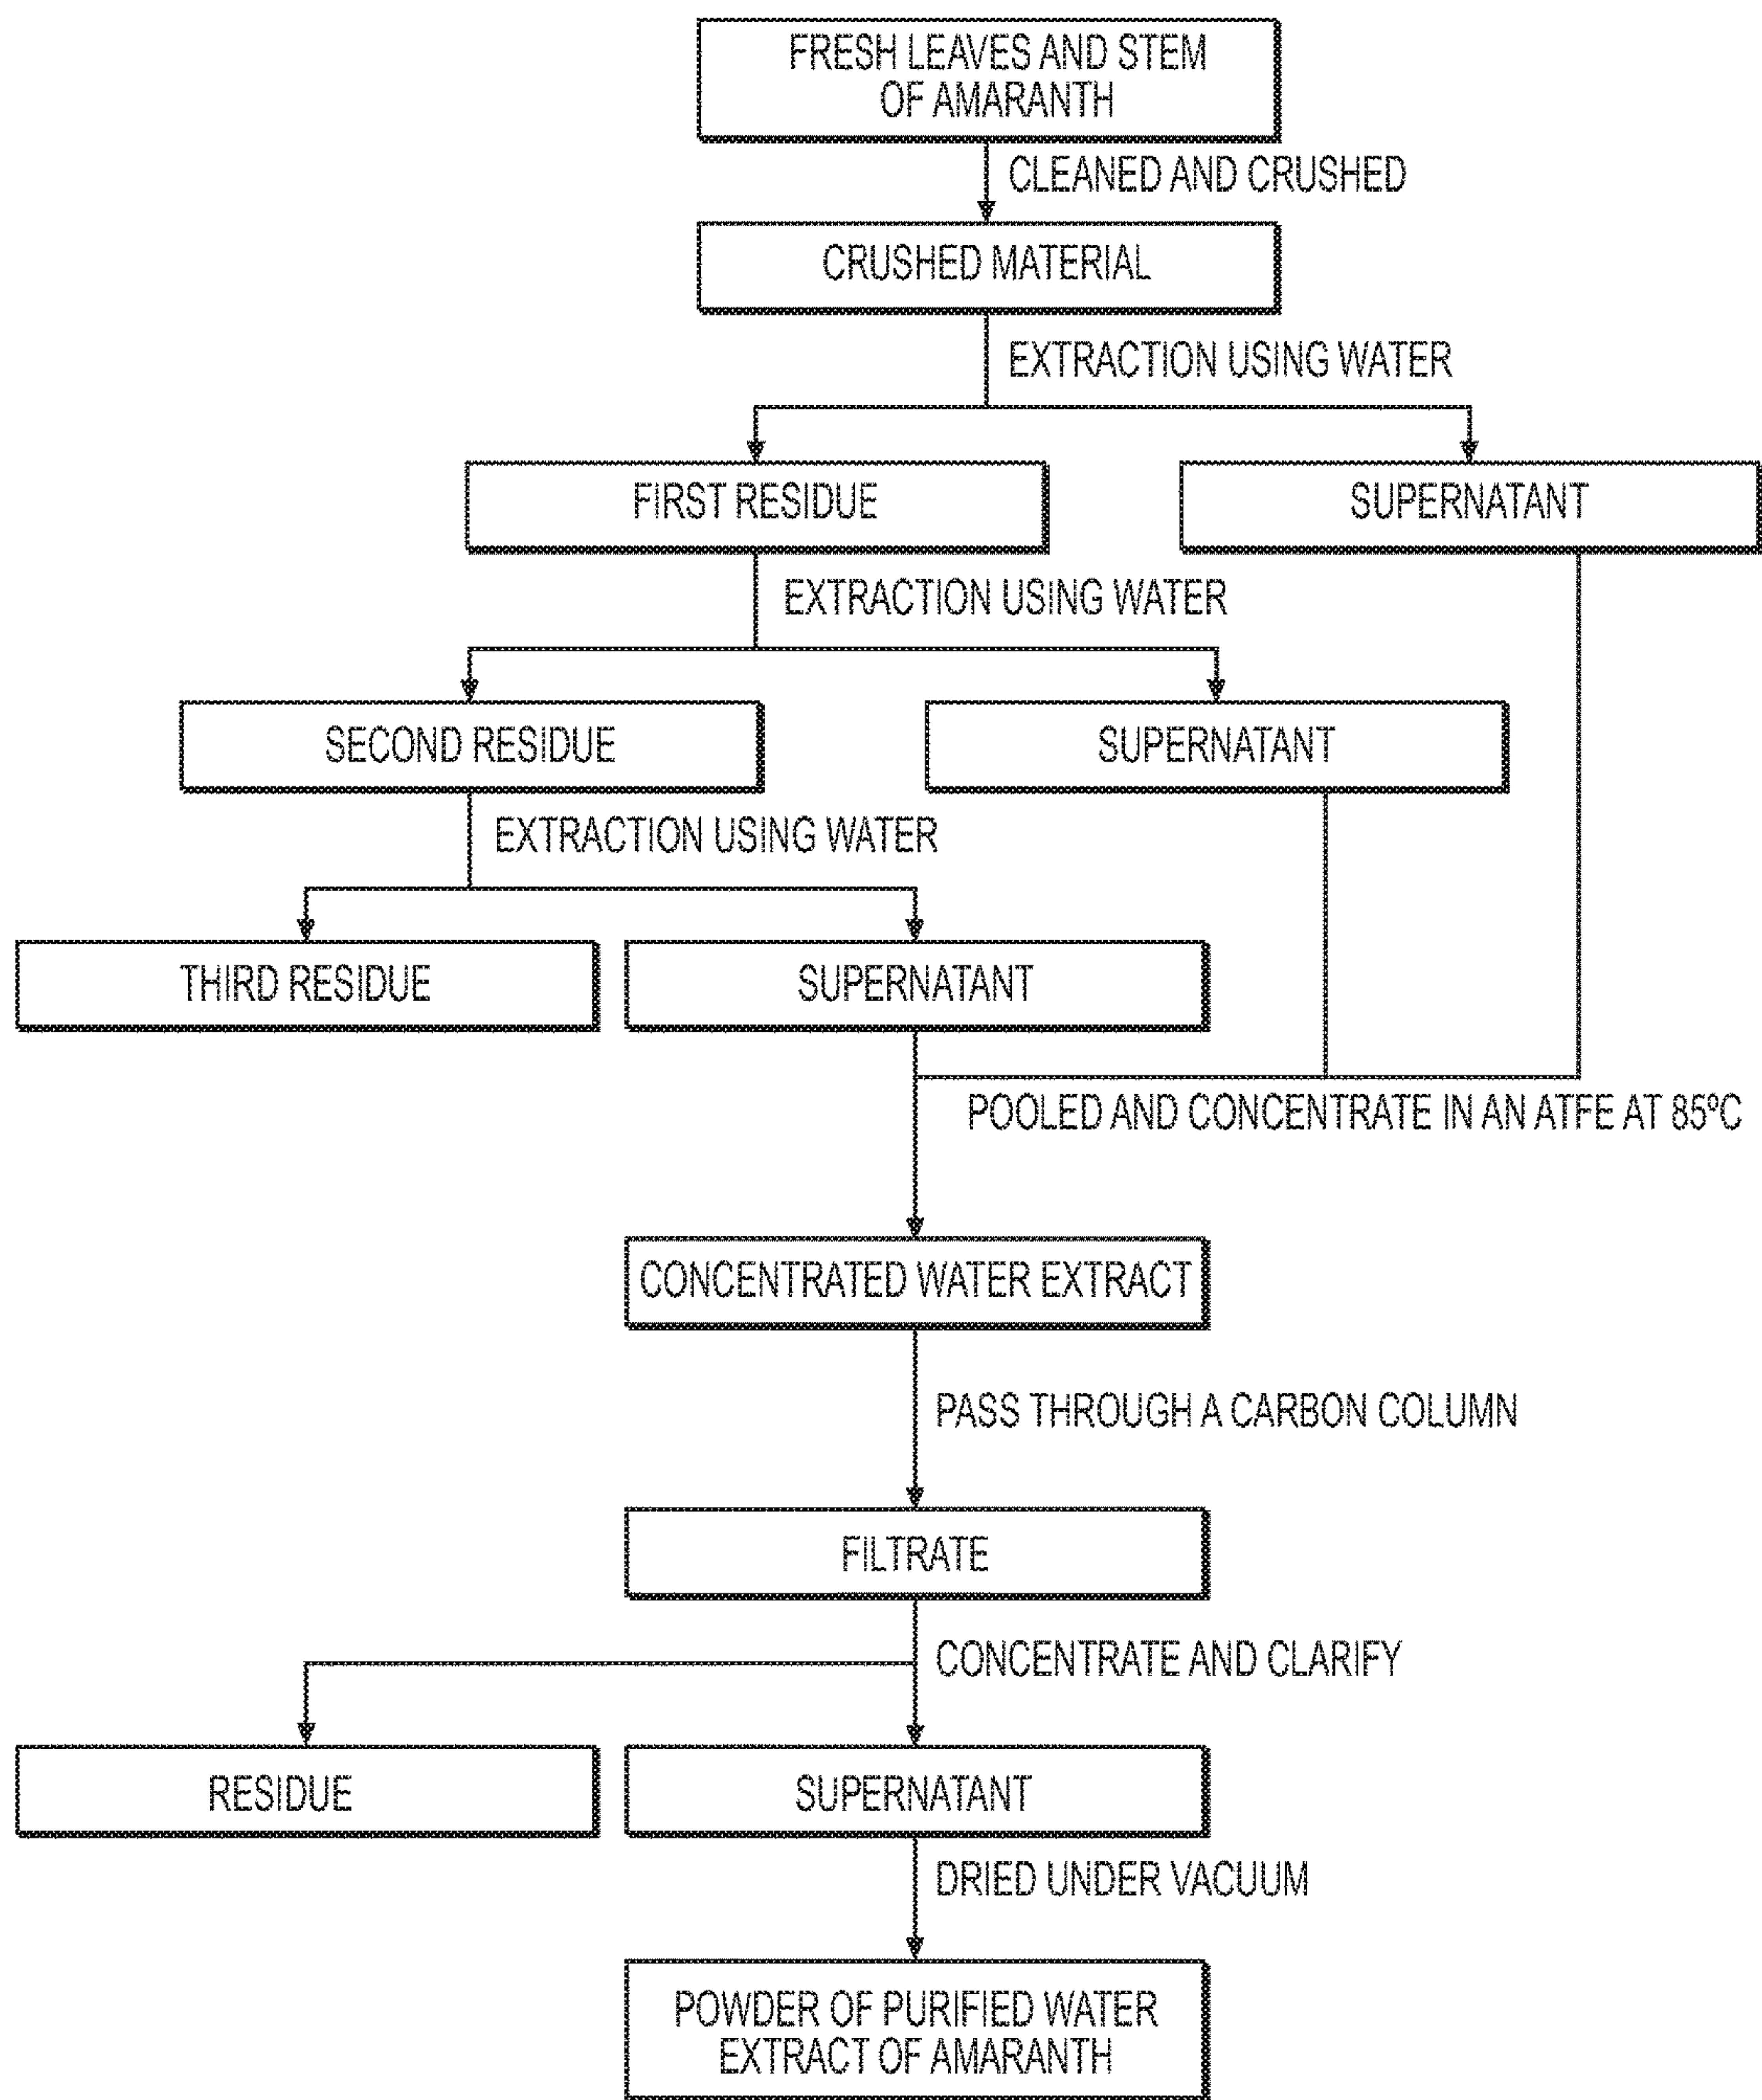 FRESH LEAVES AND STEM
OF AMARANTH
CLEANED AND CRUSHED
CRUSHED MATERIAL
EXTRACTION USING WATER
FIRST RESIDUE
SUPERNATANT
EXTRACTION USING WATER
SECOND RESIDUE
SUPERNATANT
EXTRACTION USING WATER
THIRD RESIDUE
SUPERNATANT
POOLED AND CONCENTRATE IN AN ATFE AT 85ºC
CONCENTRATED WATER EXTRACT
PASS THROUGH A CARBON COLUMN
FILTRATE
CONCENTRATE AND CLARIFY
RESIDUE
SUPERNATANT
DRIED UNDER VACUUM
POWDER OF PURIFIED WATER
EXTRACT OF AMARANTH